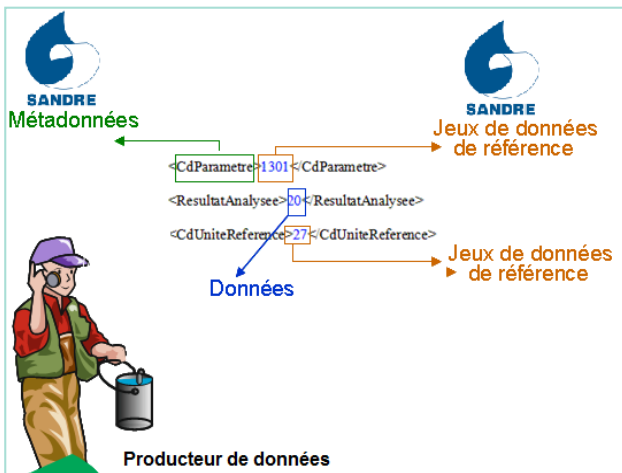 SANDRE
Métadonnées
SANDRE
Jeux de données
de référence
<CdParametre>1301</CdParametre>
<ResultatAnalysee>20</ResultatAnalysee>
<CdUniteReference>27</CdUniteReference>
Jeux de données
de référence
Données
Producteur de données